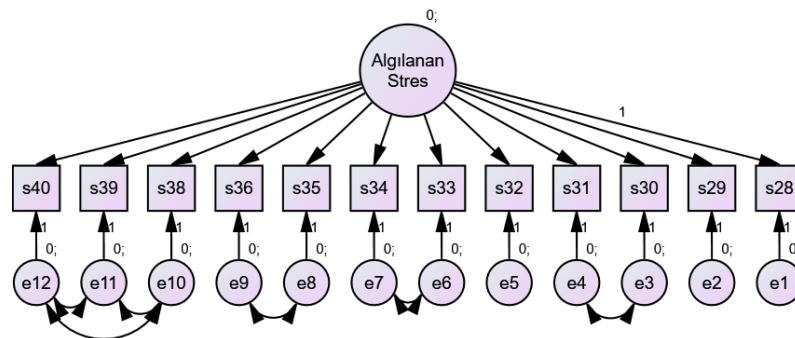 0;
Algılanan
Stres
1
s40 s39 s38 s36 s35 s34 s33 s32 s31 s30 s29 s28
1 1 1 1 1 1 1 1 1 1 1 1
0; 0; 0; 0; 0; 0; 0; 0; 0; 0; 0; 0
e12 e11 e10 e9 e8 e7 e6 e5 e4 e3 e2 e1